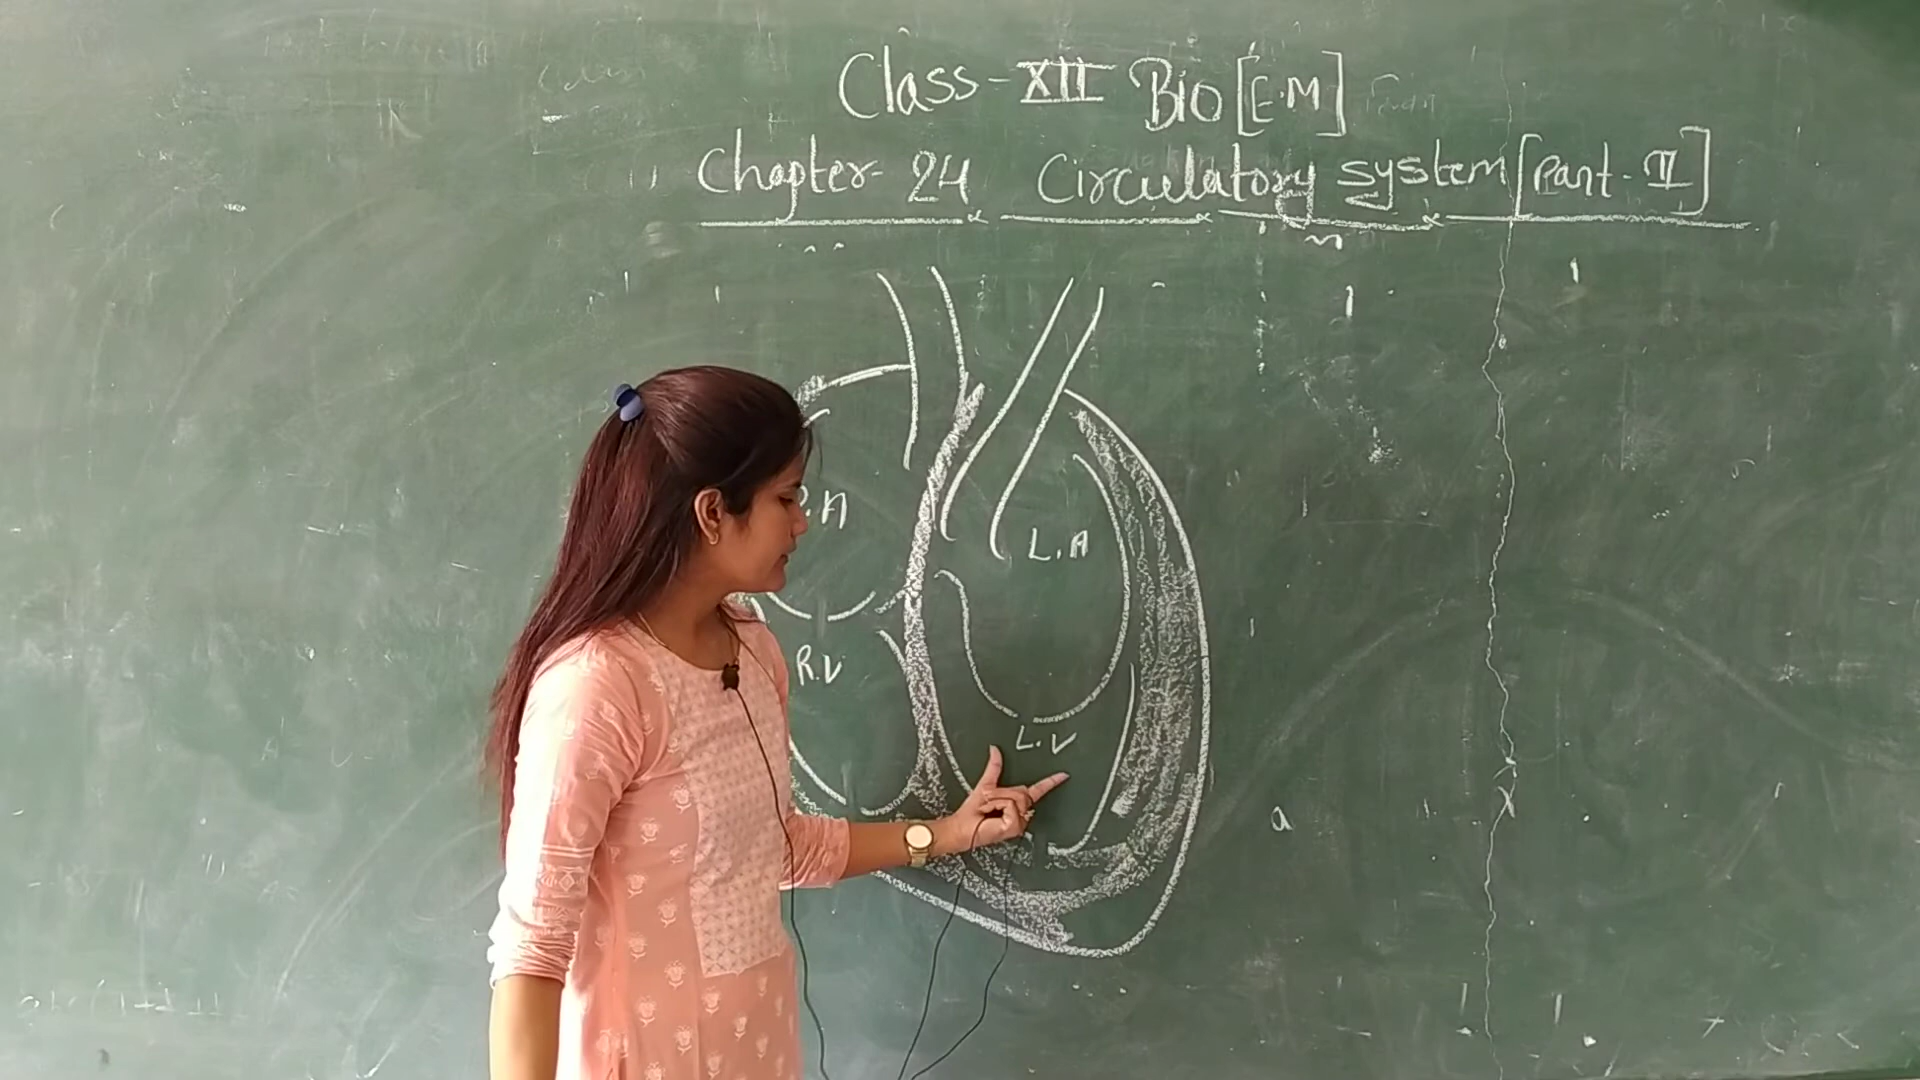 Class-XII Bio [E.M]
Chapter-24 Circulatory system [Part-II]
.A
L.A
R.V
L.V
a